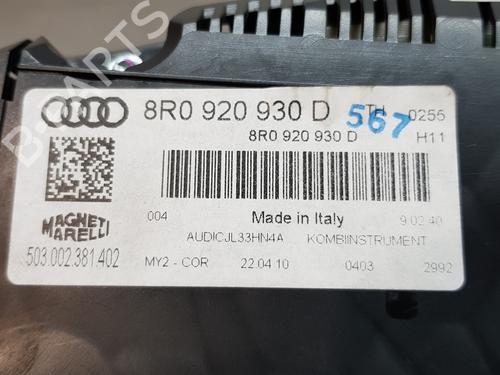 8R0 920 930 D
567
TH 0255
8R0 920 930 D
H11
004
Made in Italy
9.02.40
MAGNETI
MARELLI
AUDICJL33HN4A KOMBIINSTRUMENT
503.002.381.402
MY2 - COR 22.04.10 0403 2992
B-PARTS